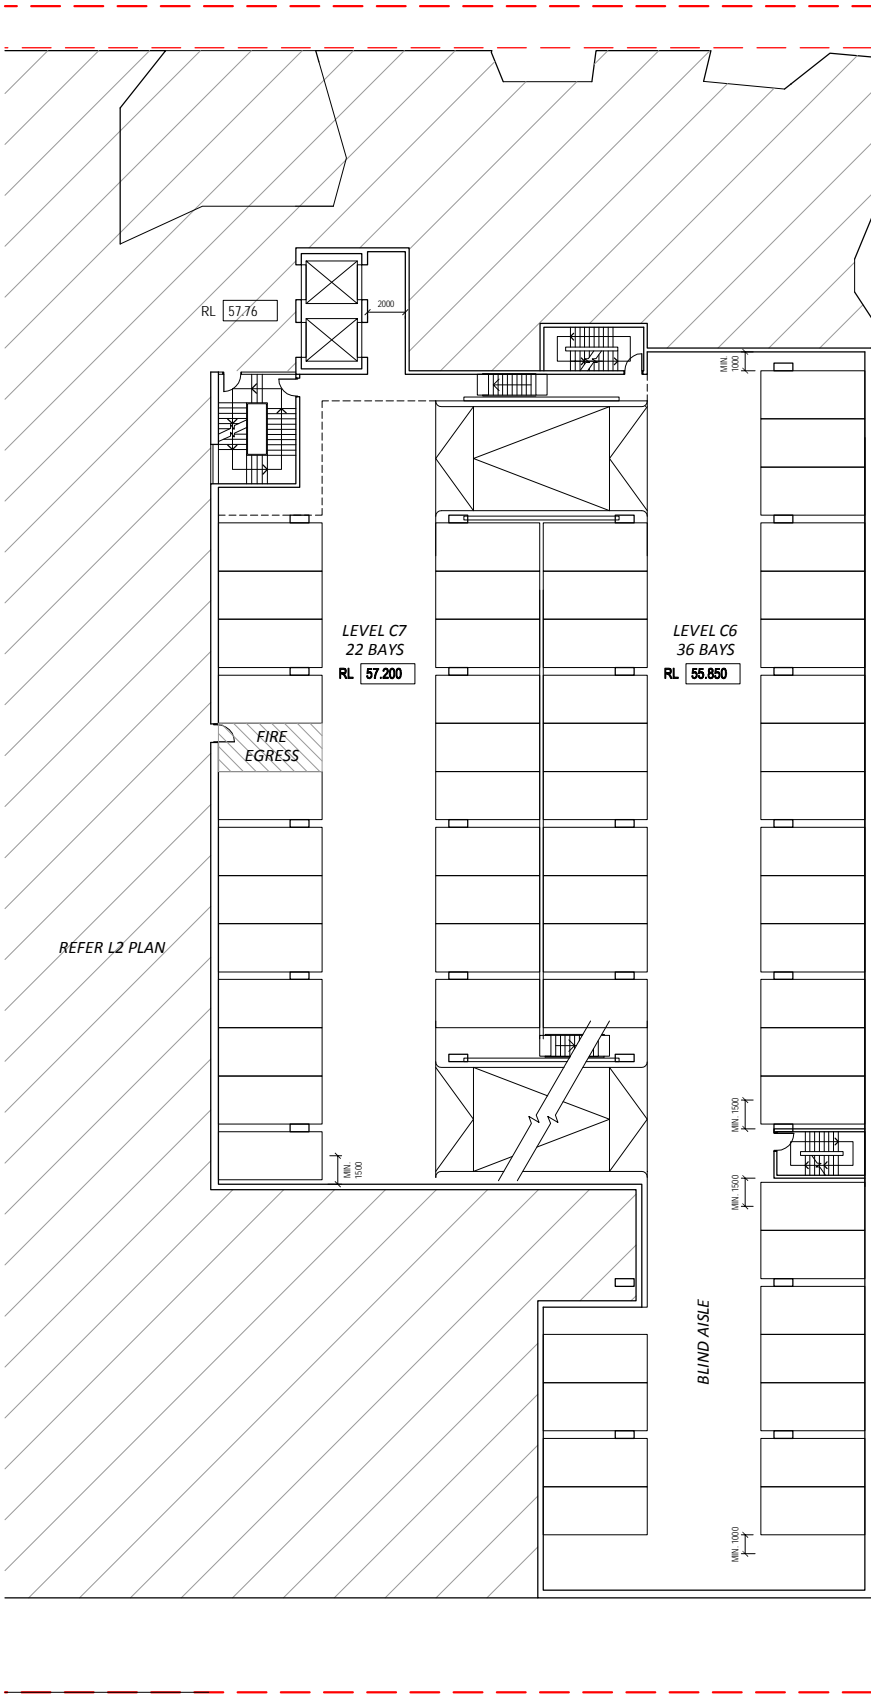 RL 57.76
2000
MIN.
1000
LEVEL C7
22 BAYS
RL 57.200
LEVEL C6
36 BAYS
RL 55.850
FIRE
EGRESS
REFER L2 PLAN
MIN. 1500
MIN.
1500
MIN. 1500
BLIND AISLE
MIN. 1000